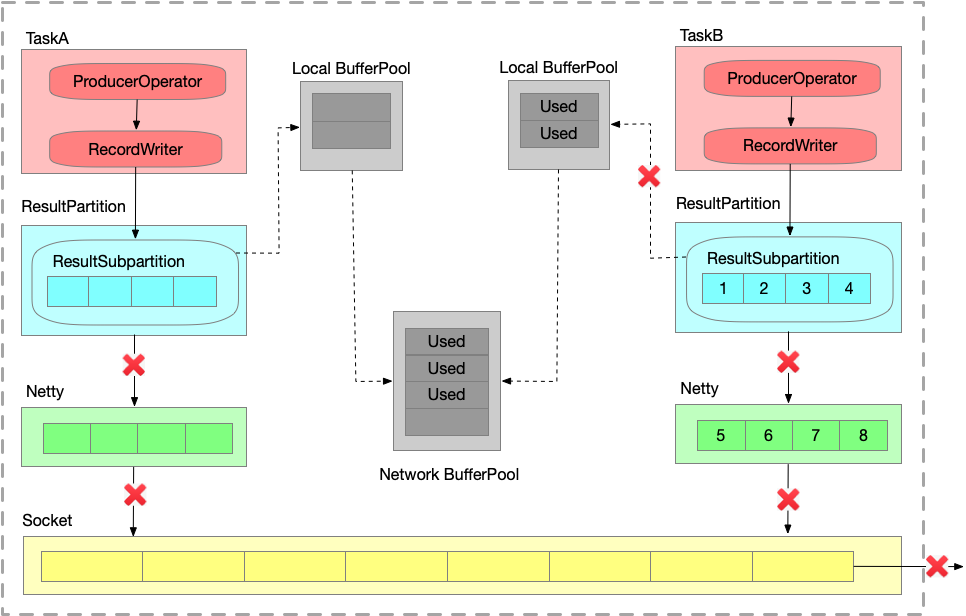 TaskA
ProducerOperator
RecordWriter
ResultPartition
ResultSubpartition
Netty
Local BufferPool
Local BufferPool
Used
Used
Used
Used
Used
Network BufferPool
TaskB
ProducerOperator
RecordWriter
ResultPartition
ResultSubpartition
1 2 3 4
Netty
5 6 7 8
Socket